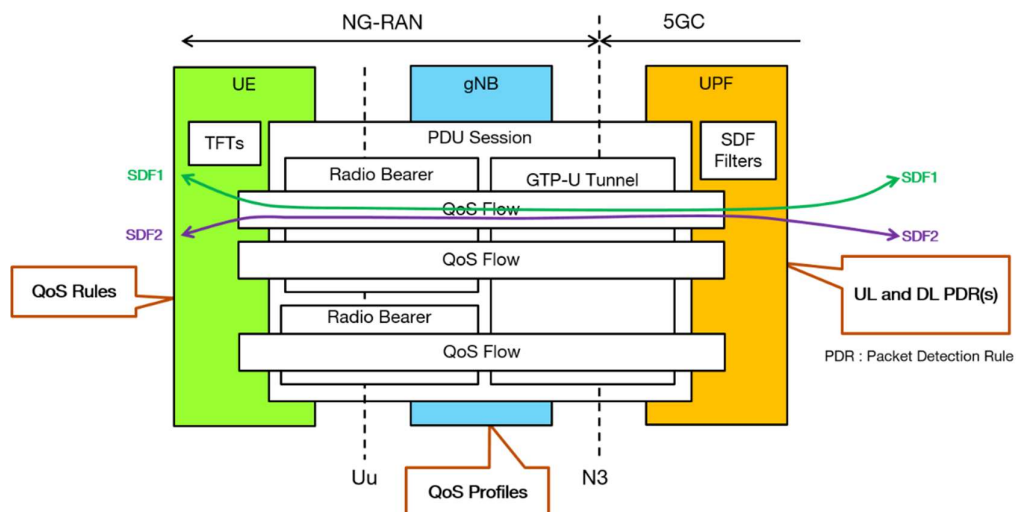 NG-RAN
5GC
UE
gNB
UPF
TFTs
PDU Session
SDF
Filters
Radio Bearer
GTP-U Tunnel
SDF1
SDF1
QoS Flow
SDF2
SDF2
QoS Flow
QoS Rules
UL and DL PDR(s)
Radio Bearer
QoS Flow
PDR : Packet Detection Rule
Uu
N3
QoS Profiles